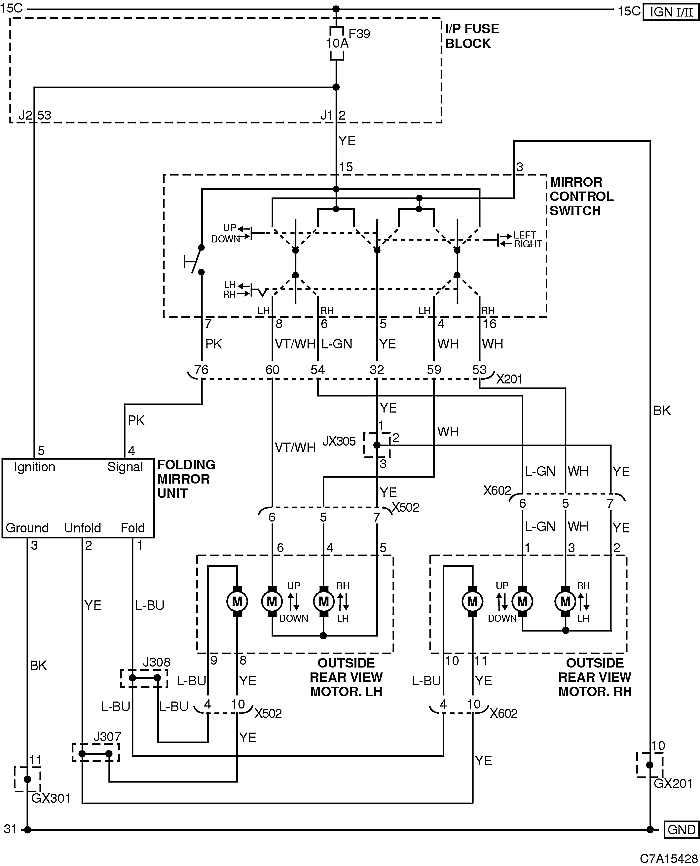 15C
15C IGN I/II
F39
10A
I/P FUSE
BLOCK
J2 53
J1 2
YE
15
3
MIRROR
CONTROL
SWITCH
UP
DOWN
LEFT
RIGHT
LH
RH
LH
RH
LH
RH
7
8
6
5
4
16
PK
VT/WH
L-GN
YE
WH
WH
76
60
54
32
59
53
X201
PK
YE
BK
1
JX305
2
3
WH
VT/WH
YE
L-GN
WH
YE
5
4
Ignition
Signal
FOLDING
MIRROR
UNIT
Ground
Unfold
Fold
3
2
1
X502
6
5
7
X602
6
5
7
L-GN
WH
YE
6
4
5
1
3
2
M
M
UP
DOWN
M
RH
LH
M
UP
DOWN
M
RH
LH
YE
L-BU
9
8
OUTSIDE
REAR VIEW
MOTOR. LH
10
11
OUTSIDE
REAR VIEW
MOTOR. RH
BK
J308
L-BU
YE
L-BU
YE
L-BU
L-BU
4
10
X502
4
10
X602
J307
YE
YE
11
GX301
10
GX201
31
GND
C7A15428